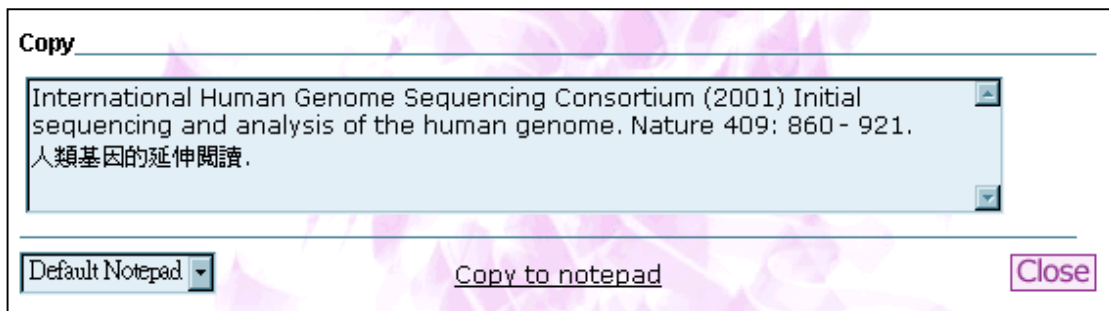 Copy
International Human Genome Sequencing Consortium (2001) Initial
sequencing and analysis of the human genome. Nature 409: 860 - 921.
人類基因的延伸閱讀.
Default Notepad
Copy to notepad
Close